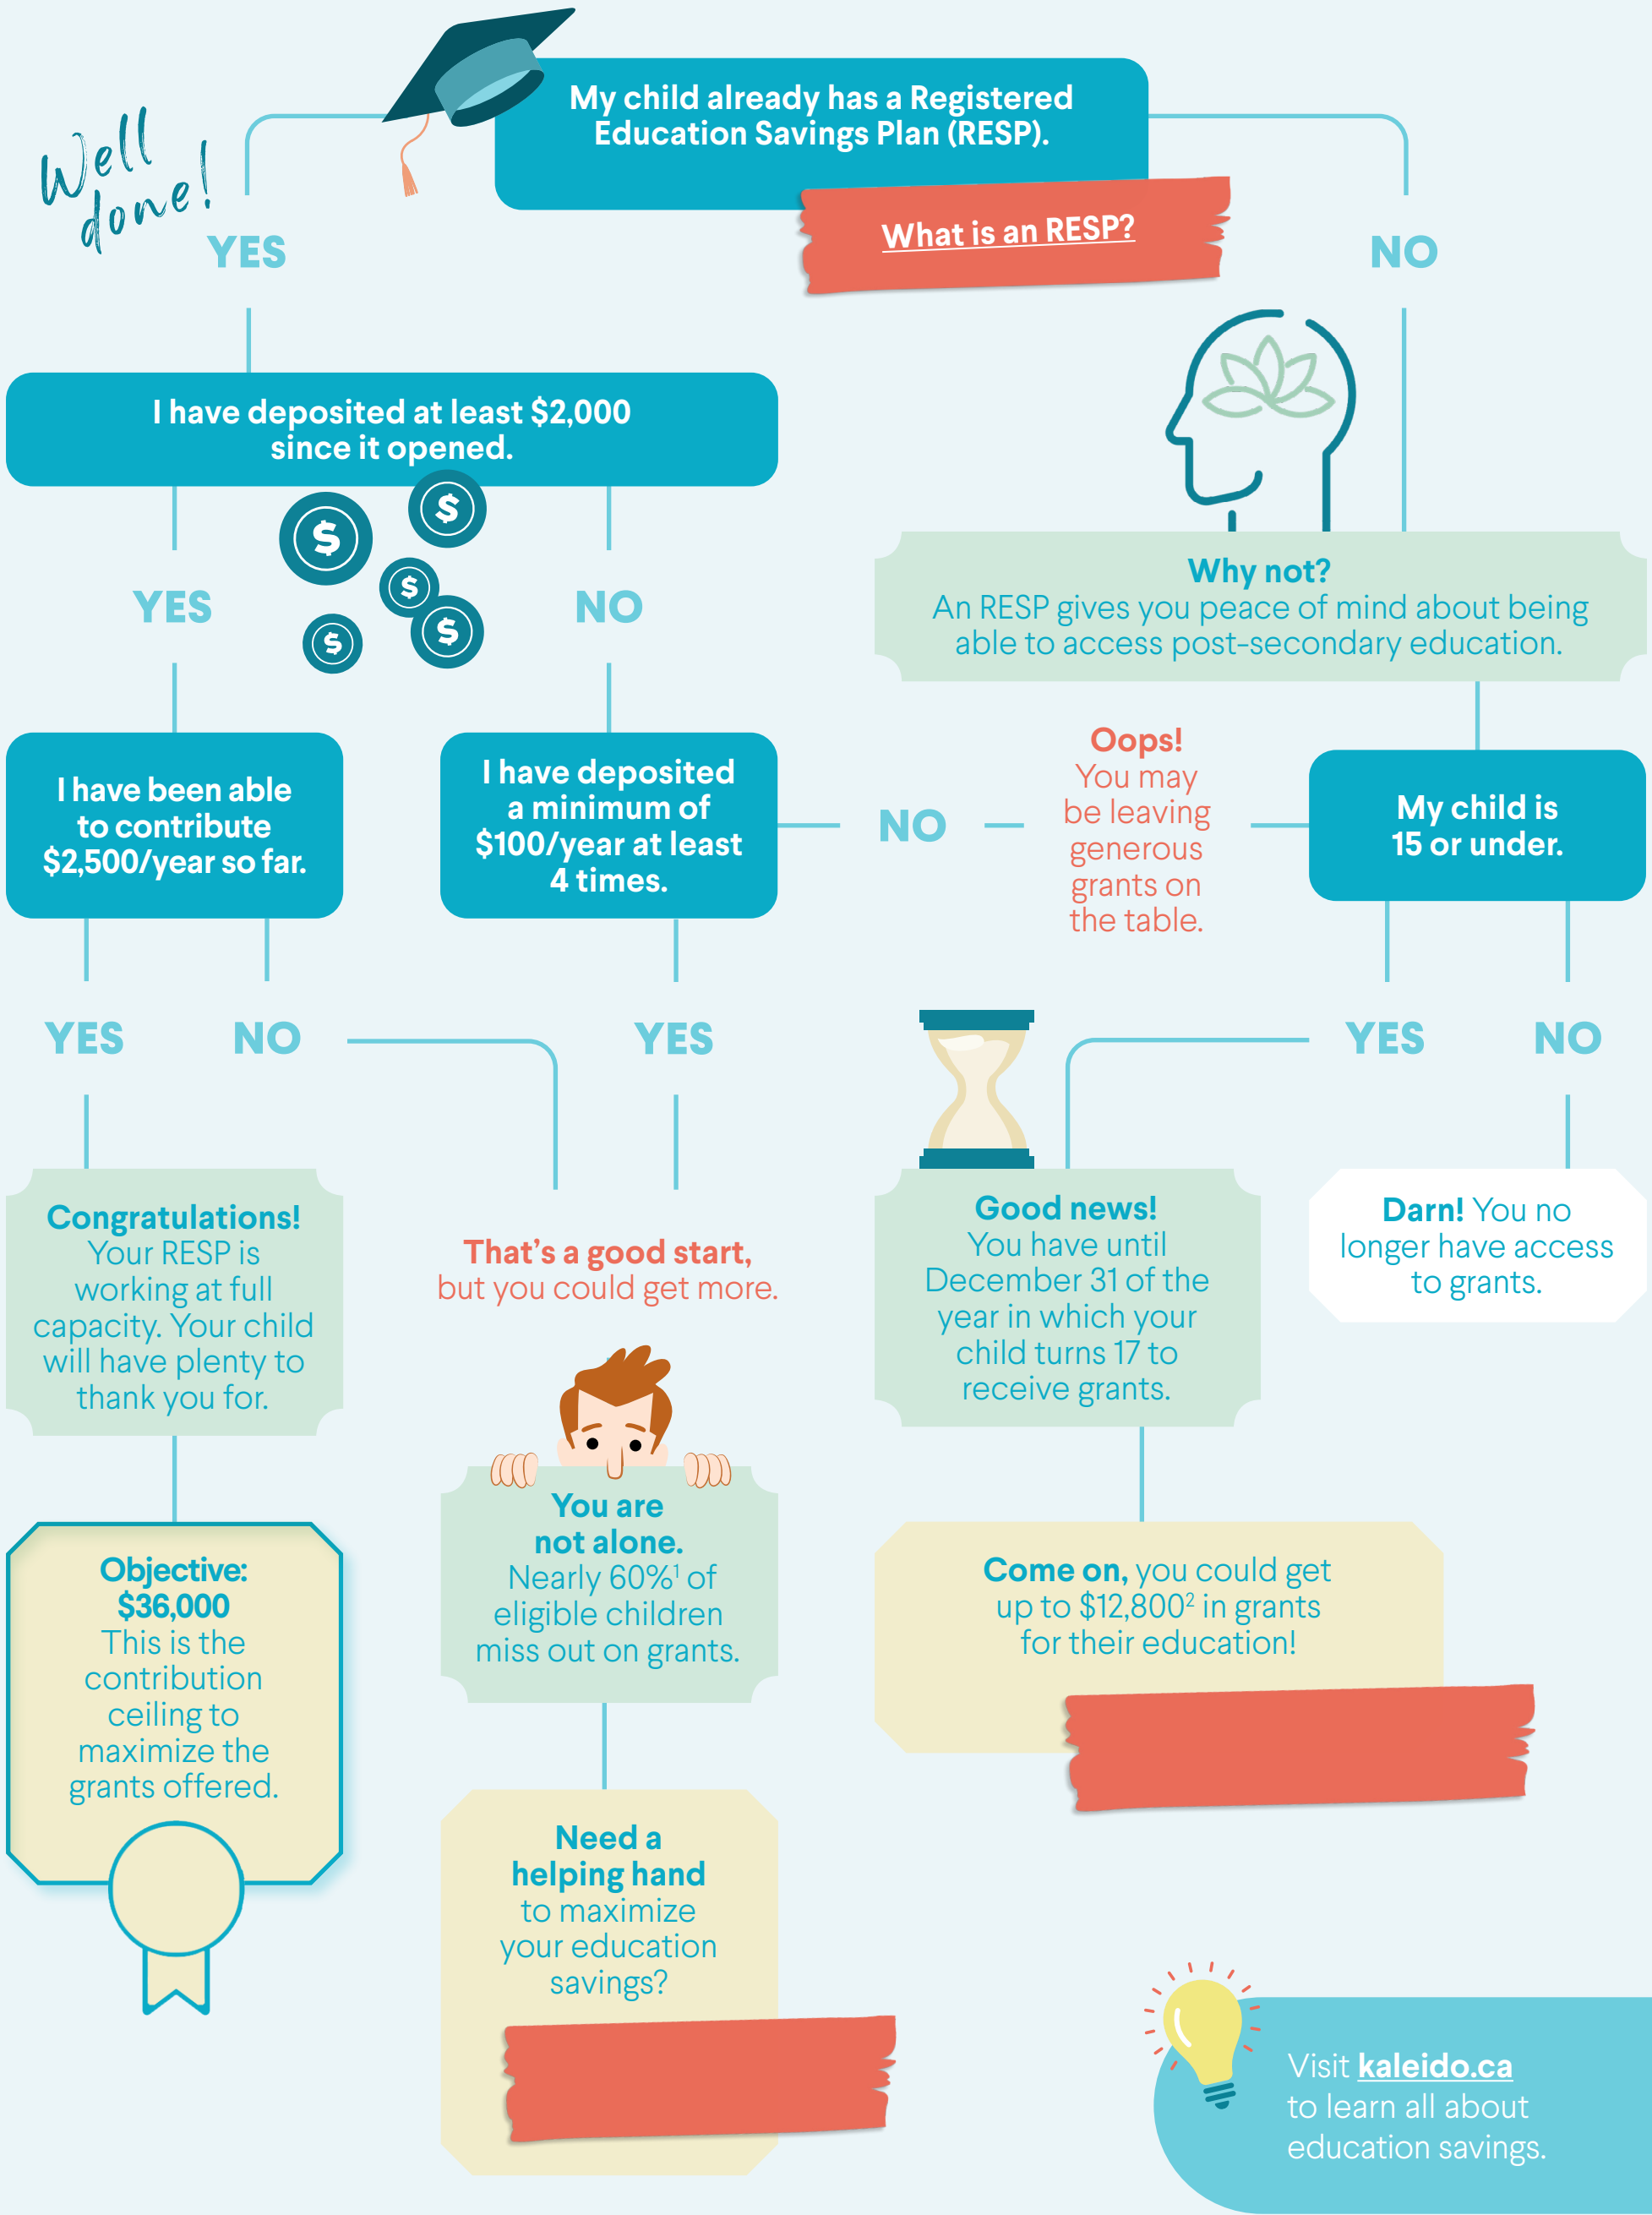 My child already has a Registered
Education Savings Plan (RESP).
What is an RESP?
Well
done!
YES
NO
I have deposited at least $2,000
since it opened.
$
$
$
$
$
YES
NO
Why not?
An RESP gives you peace of mind about being
able to access post-secondary education.
I have been able
to contribute
$2,500/year so far.
I have deposited
a minimum of
$100/year at least
4 times.
NO
Oops!
You may
be leaving
generous
grants on
the table.
My child is
15 or under.
YES
NO
YES
YES
NO
Congratulations!
Your RESP is
working at full
capacity. Your child
will have plenty to
thank you for.
That's a good start,
but you could get more.
Good news!
You have until
December 31 of the
year in which your
child turns 17 to
receive grants.
Darn! You no
longer have access
to grants.
Objective:
$36,000
This is the
contribution
ceiling to
maximize the
grants offered.
You are
not alone.
Nearly 60%¹ of
eligible children
miss out on grants.
Come on, you could get
up to $12,800² in grants
for their education!
Need a
helping hand
to maximize
your education
savings?
Visit kaleido.ca
to learn all about
education savings.